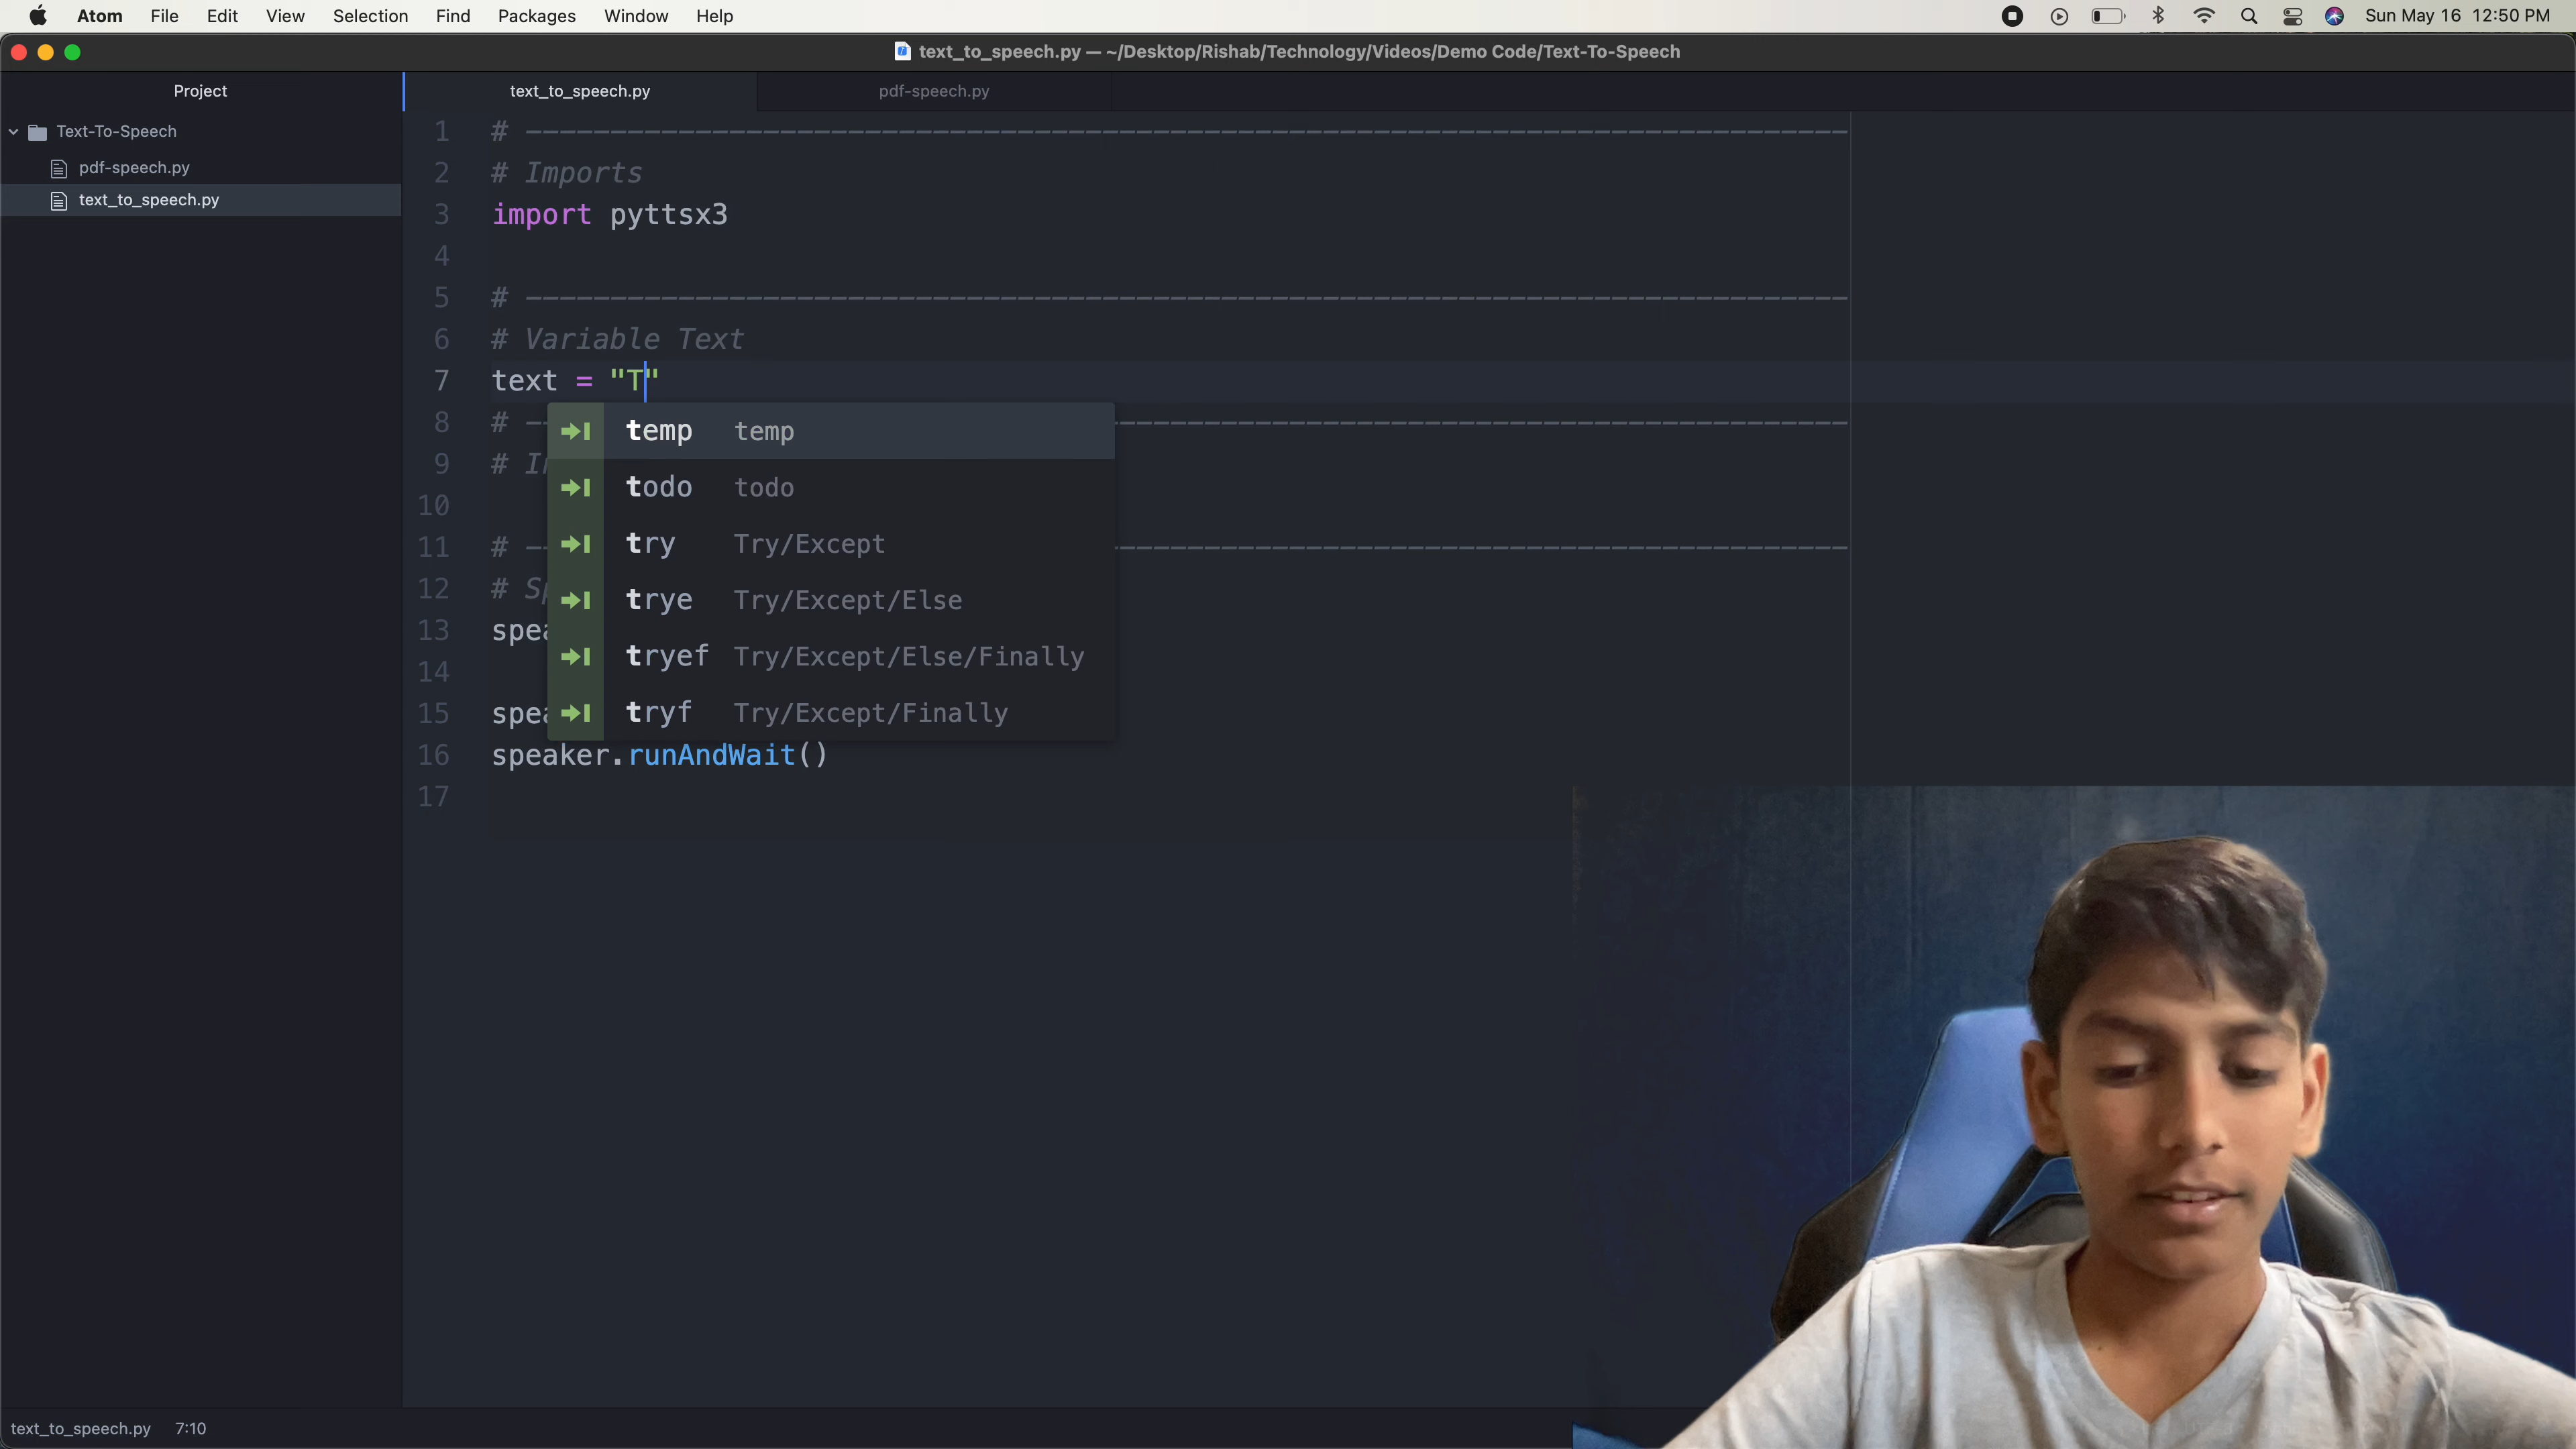 Atom File Edit View Selection Find Packages Window Help Sun May 16 12:50 PM
text_to_speech.py — ~/Desktop/Rishab/Technology/Videos/Demo Code/Text-To-Speech
Project
Text-To-Speech
pdf-speech.py
text_to_speech.py
text_to_speech.py pdf-speech.py
1 # ------------------------------------------------------------------------------
2 # Imports
3 import pyttsx3
4
5 # ------------------------------------------------------------------------------
6 # Variable Text
7 text = "T"
8 #
9 #
10
11 #
12 #
13
14
15
16 speaker.runAndWait()
17
temp temp
todo todo
try Try/Except
trye Try/Except/Else
tryef Try/Except/Else/Finally
tryf Try/Except/Finally
text_to_speech.py 7:10